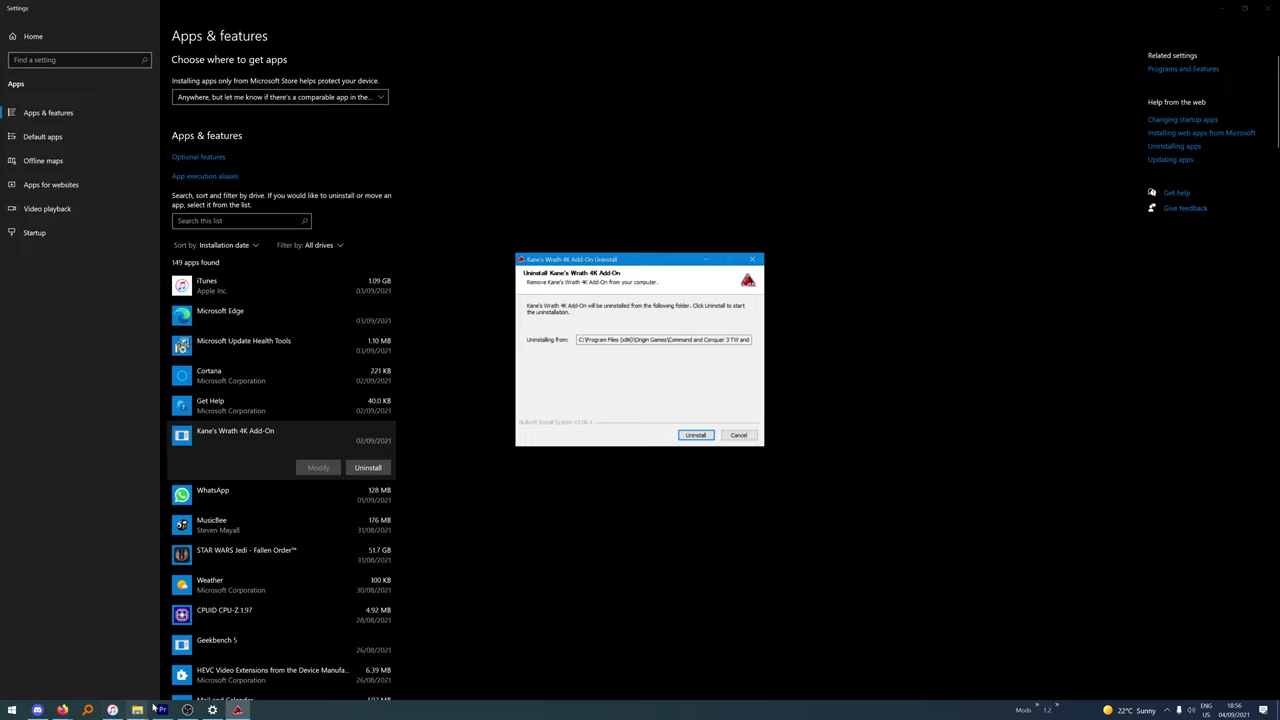 Settings
Home
Find a setting
Apps
Apps & features
Default apps
Offline maps
Apps for websites
Video playback
Startup
Apps & features
Choose where to get apps
Installing apps only from Microsoft Store helps protect your device.
Anywhere, but let me know if there's a comparable app in the...
Apps & features
Optional features
App execution aliases
Search, sort and filter by drive. If you would like to uninstall or move an
app, select it from the list.
Search this list
Sort by: Installation date
Filter by: All drives
149 apps found
iTunes 1.09 GB
Apple Inc. 03/09/2021
Microsoft Edge
03/09/2021
Microsoft Update Health Tools 1.10 MB
03/09/2021
Cortana 221 KB
Microsoft Corporation 02/09/2021
Get Help 40.0 KB
Microsoft Corporation 02/09/2021
Kane's Wrath 4K Add-On
02/09/2021
Modify Uninstall
WhatsApp 128 MB
01/09/2021
MusicBee 176 MB
Steven Mayall 31/08/2021
STAR WARS Jedi - Fallen Order™ 51.7 GB
31/08/2021
Weather 100 KB
Microsoft Corporation 30/08/2021
CPUID CPU-Z 1.97 4.92 MB
28/08/2021
Geekbench 5
26/08/2021
HEVC Video Extensions from the Device Manufa... 6.39 MB
Microsoft Corporation 26/08/2021
Mail and Calendar 597 MB
Kane's Wrath 4K Add-On Uninstall
Uninstall Kane's Wrath 4K Add-On
Remove Kane's Wrath 4K Add-On from your computer.
Kane's Wrath 4K Add-On will be uninstalled from the following folder. Click Uninstall to start
the uninstallation.
Uninstalling from: C:\Program Files (x86)\Origin Games\Command and Conquer 3 TW and
Nullsoft Install System v3.06.1
Uninstall Cancel
Related settings
Programs and Features
Help from the web
Changing startup apps
Installing web apps from Microsoft
Uninstalling apps
Updating apps
Get help
Give feedback
Pr
Mods » 1.2 »
22°C Sunny
ENG
US
18:56
04/09/2021